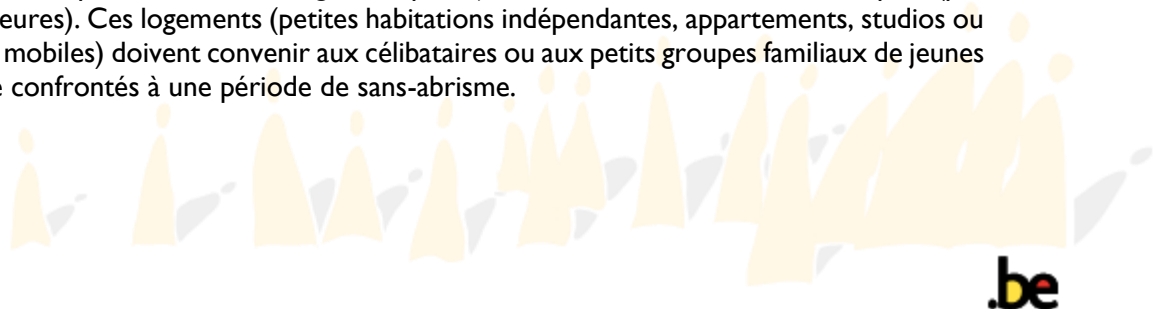 eures). Ces logements (petites habitations indépendantes, appartements, studios ou
mobiles) doivent convenir aux célibataires ou aux petits groupes familiaux de jeunes
confrontés à une période de sans-abrisme.
.be